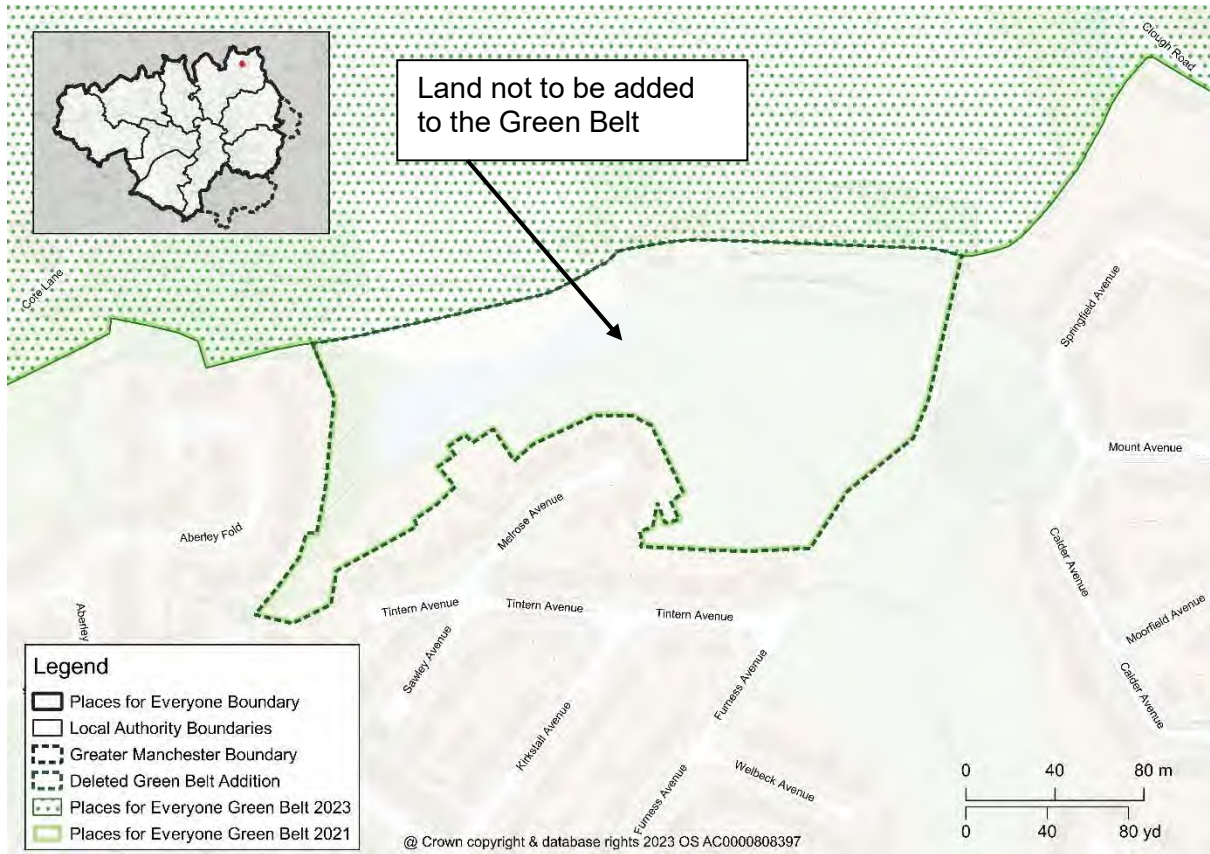 Clough Road
Land not to be added
to the Green Belt
Cote Lane
Springfield Avenue
Mount Avenue
Melrose Avenue
Aberley Fold
Calder Avenue
Tintern Avenue
Tintern Avenue
Tintern Avenue
Moorfield Avenue
Aberley
Sawley Avenue
Furness Avenue
Calder Avenue
Kirkstall Avenue
Welbeck Avenue
Furness Avenue
Legend
Places for Everyone Boundary
Local Authority Boundaries
Greater Manchester Boundary
Deleted Green Belt Addition
Places for Everyone Green Belt 2023
Places for Everyone Green Belt 2021
0 40 80 m
0 40 80 yd
@ Crown copyright & database rights 2023 OS AC0000808397